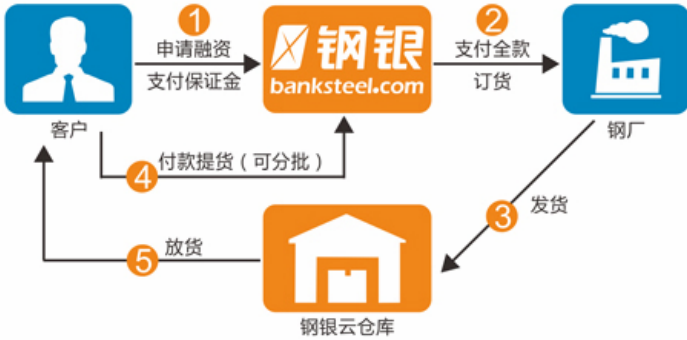 1
申请融资
支付保证金
钢银
banksteel.com
2
支付全款
订货
客户
钢厂
4
付款提货（可分批）
3
发货
5
放货
钢银云仓库